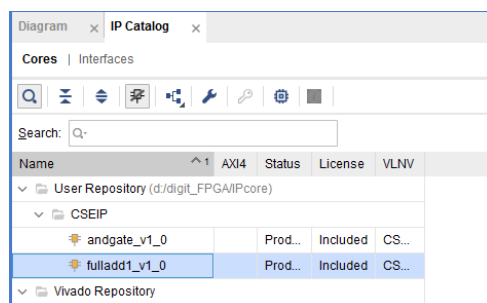 Diagram × IP Catalog ×
Cores | Interfaces
Search: Q-
Name ^1 AXI4 Status License VLNV
User Repository (d:/digit_FPGA/IPcore)
CSEIP
andgate_v1_0 Prod... Included CS...
fulladd1_v1_0 Prod... Included CS...
Vivado Repository